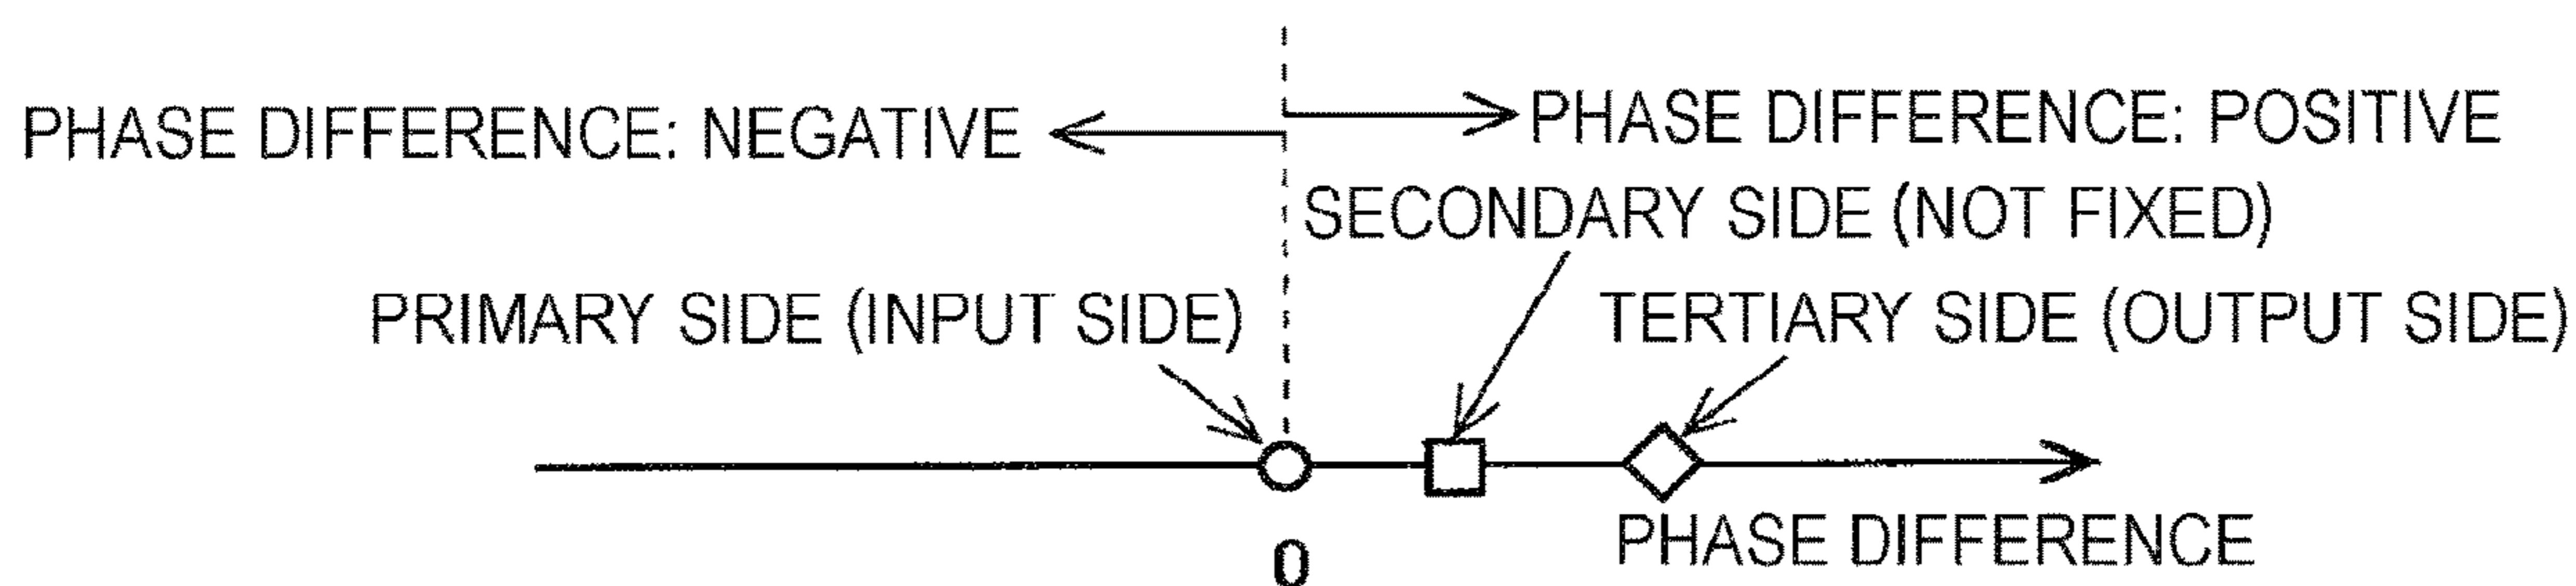 PHASE DIFFERENCE: NEGATIVE
PHASE DIFFERENCE: POSITIVE
SECONDARY SIDE (NOT FIXED)
PRIMARY SIDE (INPUT SIDE)
TERTIARY SIDE (OUTPUT SIDE)
0
PHASE DIFFERENCE